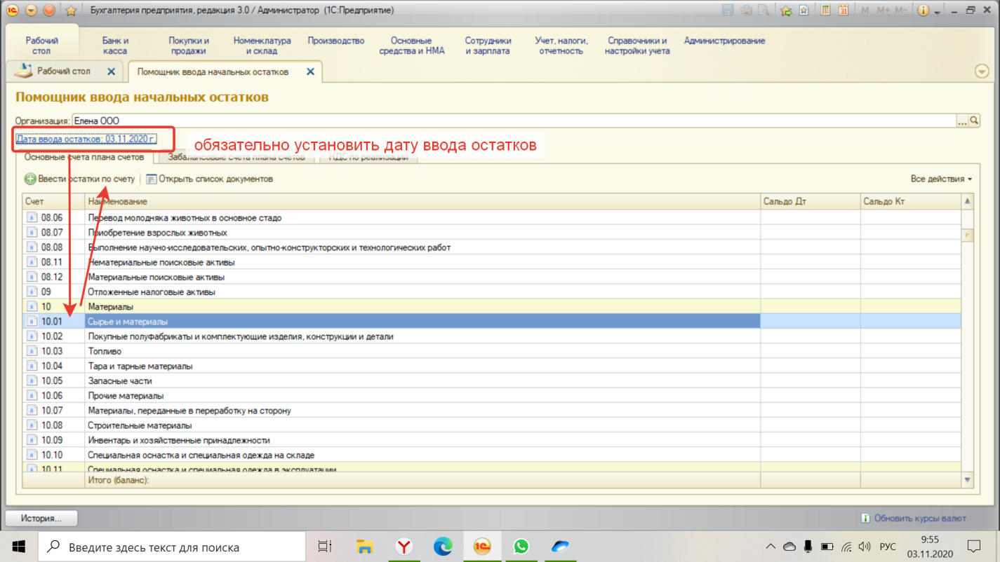 Бухгалтерия предприятия, редакция 3.0 / Администратор (1С:Предприятие)
M M+ M-
Рабочий стол
Банк и касса
Покупки и продажи
Номенклатура и склад
Производство
Основные средства и НМА
Сотрудники и зарплата
Учет, налоги, отчетность
Справочники и настройки учета
Администрирование
Рабочий стол
Помощник ввода начальных остатков
Помощник ввода начальных остатков
Организация: Елена ООО
Дата ввода остатков: 03.11.2020 г.
обязательно установить дату ввода остатков
Основные счета плана счетов
Забалансовые счета плана счетов
НДС по реализации
Ввести остатки по счету
Открыть список документов
Все действия
Счет Наименование Сальдо Дт Сальдо Кт
08.06 Перевод молодняка животных в основное стадо
08.07 Приобретение взрослых животных
08.08 Выполнение научно-исследовательских, опытно-конструкторских и технологических работ
08.11 Нематериальные поисковые активы
08.12 Материальные поисковые активы
09 Отложенные налоговые активы
10 Материалы
10.01 Сырье и материалы
10.02 Покупные полуфабрикаты и комплектующие изделия, конструкции и детали
10.03 Топливо
10.04 Тара и тарные материалы
10.05 Запасные части
10.06 Прочие материалы
10.07 Материалы, переданные в переработку на сторону
10.08 Строительные материалы
10.09 Инвентарь и хозяйственные принадлежности
10.10 Специальная оснастка и специальная одежда на складе
10.11 Специальная оснастка и специальная одежда в эксплуатации
Итого (баланс):
История...
Обновить курсы валют
Введите здесь текст для поиска
РУС
9:55
03.11.2020